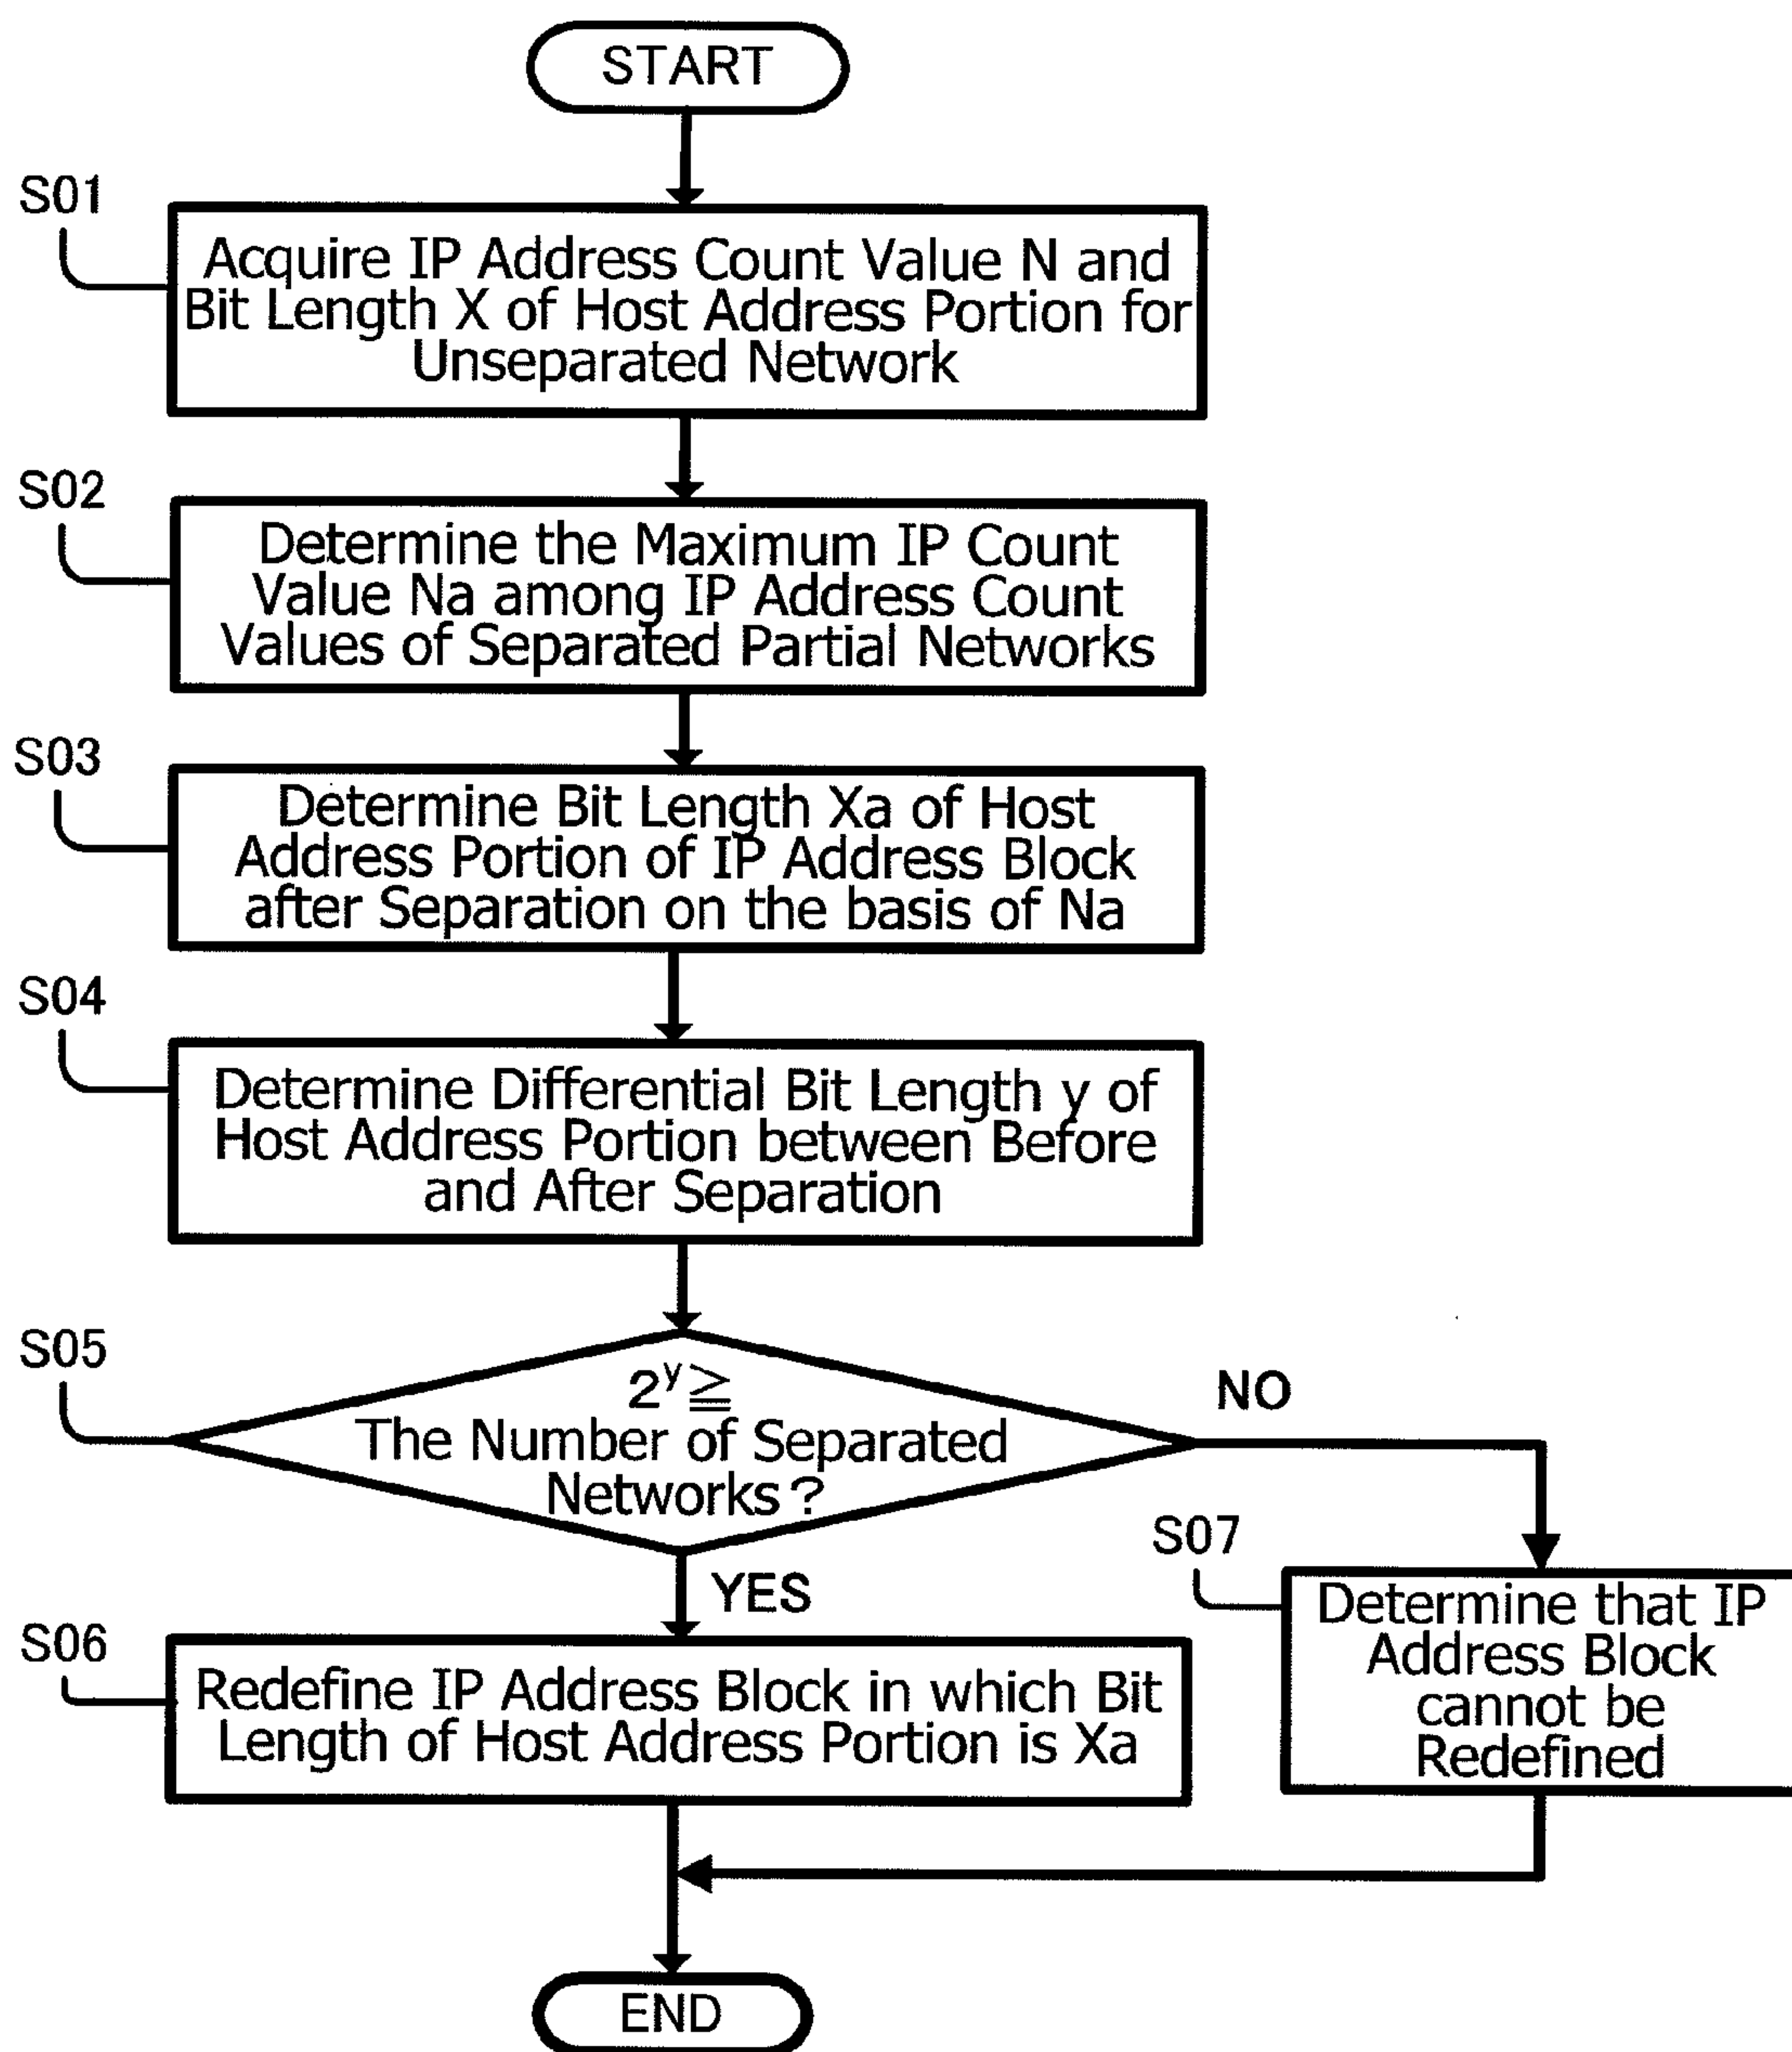 START
S01
Acquire IP Address Count Value N and
Bit Length X of Host Address Portion for
Unseparated Network
S02
Determine the Maximum IP Count
Value Na among IP Address Count
Values of Separated Partial Networks
S03
Determine Bit Length Xa of Host
Address Portion of IP Address Block
after Separation on the basis of Na
S04
Determine Differential Bit Length y of
Host Address Portion between Before
and After Separation
S05
2^y ≧
The Number of Separated
Networks ?
NO
YES
S06
Redefine IP Address Block in which Bit
Length of Host Address Portion is Xa
S07
Determine that IP
Address Block
cannot be
Redefined
END